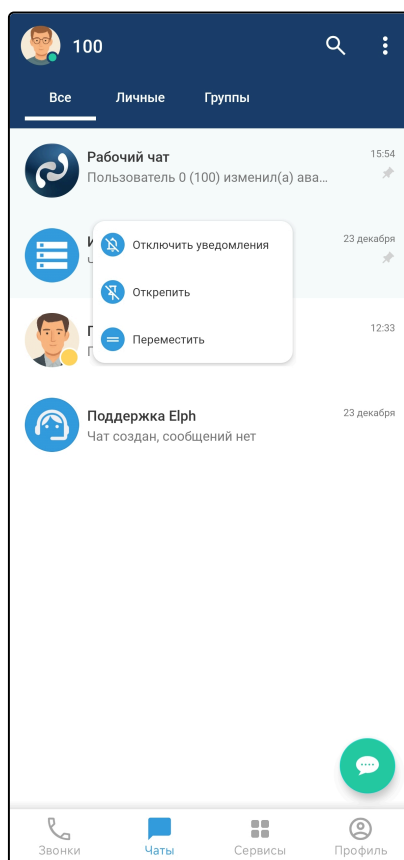 100
Все Личные Группы
Рабочий чат 15:54
Пользователь 0 (100) изменил(а) ава...
23 декабря
Отключить уведомления
Открепить
12:33
Переместить
Поддержка Elph 23 декабря
Чат создан, сообщений нет
Звонки Чаты Сервисы Профиль